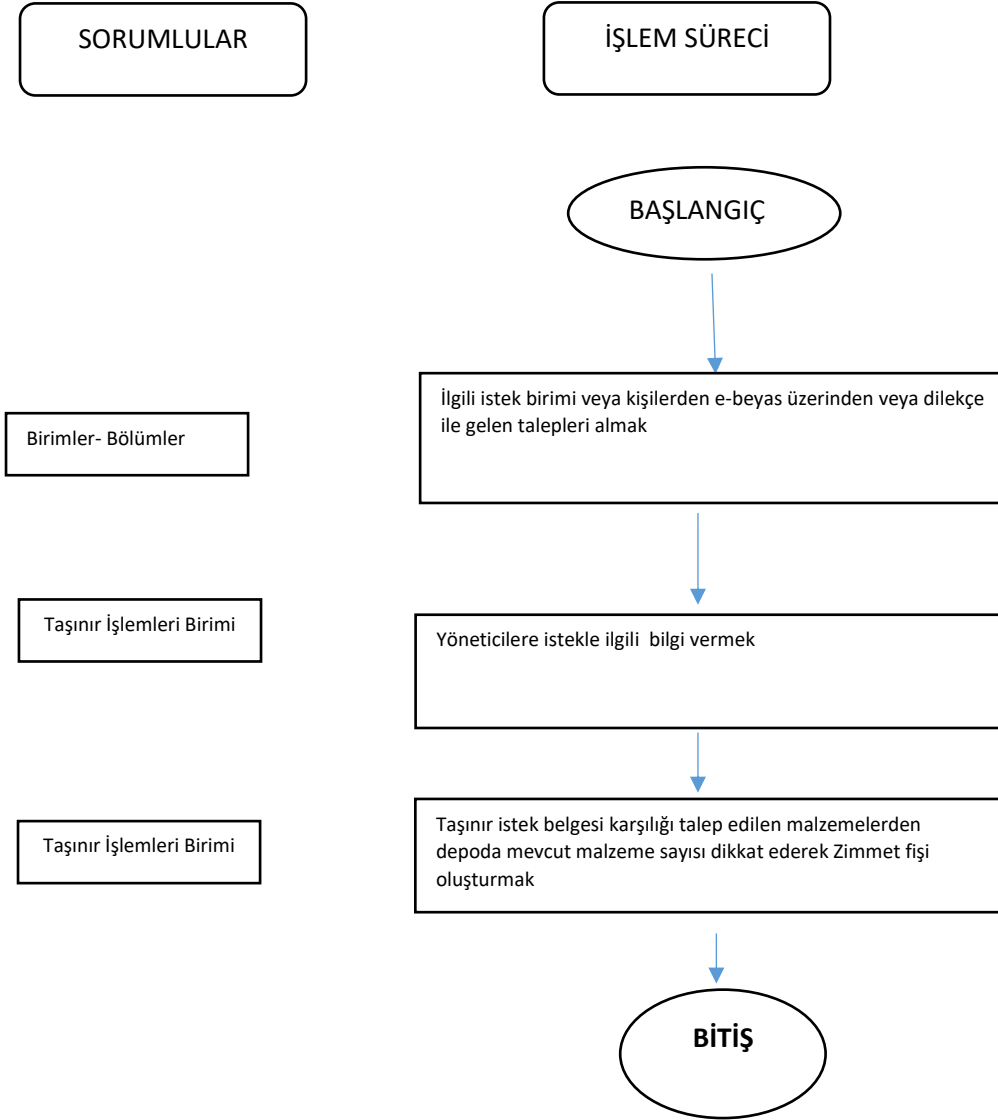 SORUMLULAR
İŞLEM SÜRECİ
BAŞLANGIÇ
Birimler- Bölümler
İlgili istek birimi veya kişilerden e-beyas üzerinden veya dilekçe
ile gelen talepleri almak
Taşınır İşlemleri Birimi
Yöneticilere istekle ilgili  bilgi vermek
Taşınır İşlemleri Birimi
Taşınır istek belgesi karşılığı talep edilen malzemelerden
depoda mevcut malzeme sayısı dikkat ederek Zimmet fişi
oluşturmak
BİTİŞ